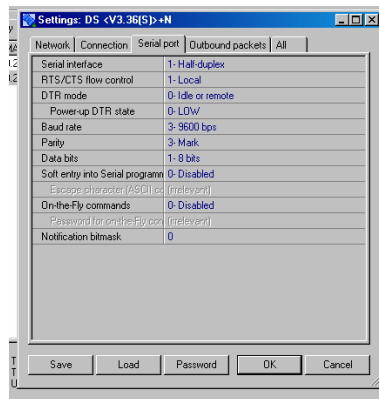 Settings: DS <V3.36(S)>+N
Network Connection Serial port Outbound packets All
Serial interface 1- Half-duplex
RTS/CTS flow control 1- Local
DTR mode 0- Idle or remote
Power-up DTR state 0- LOW
Baud rate 3- 9600 bps
Parity 3- Mark
Data bits 1- 8 bits
Soft entry into Serial programm 0- Disabled
Escape character (ASCII co (irrelevant)
On-the-Fly commands 0- Disabled
Password for on-the-Fly con (irrelevant)
Notification bitmask 0
Save Load Password OK Cancel
T
T
U